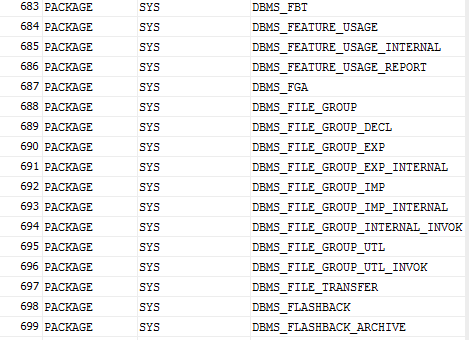 683 PACKAGE SYS DBMS_FBT
684 PACKAGE SYS DBMS_FEATURE_USAGE
685 PACKAGE SYS DBMS_FEATURE_USAGE_INTERNAL
686 PACKAGE SYS DBMS_FEATURE_USAGE_REPORT
687 PACKAGE SYS DBMS_FGA
688 PACKAGE SYS DBMS_FILE_GROUP
689 PACKAGE SYS DBMS_FILE_GROUP_DECL
690 PACKAGE SYS DBMS_FILE_GROUP_EXP
691 PACKAGE SYS DBMS_FILE_GROUP_EXP_INTERNAL
692 PACKAGE SYS DBMS_FILE_GROUP_IMP
693 PACKAGE SYS DBMS_FILE_GROUP_IMP_INTERNAL
694 PACKAGE SYS DBMS_FILE_GROUP_INTERNAL_INVOK
695 PACKAGE SYS DBMS_FILE_GROUP_UTL
696 PACKAGE SYS DBMS_FILE_GROUP_UTL_INVOK
697 PACKAGE SYS DBMS_FILE_TRANSFER
698 PACKAGE SYS DBMS_FLASHBACK
699 PACKAGE SYS DBMS_FLASHBACK_ARCHIVE